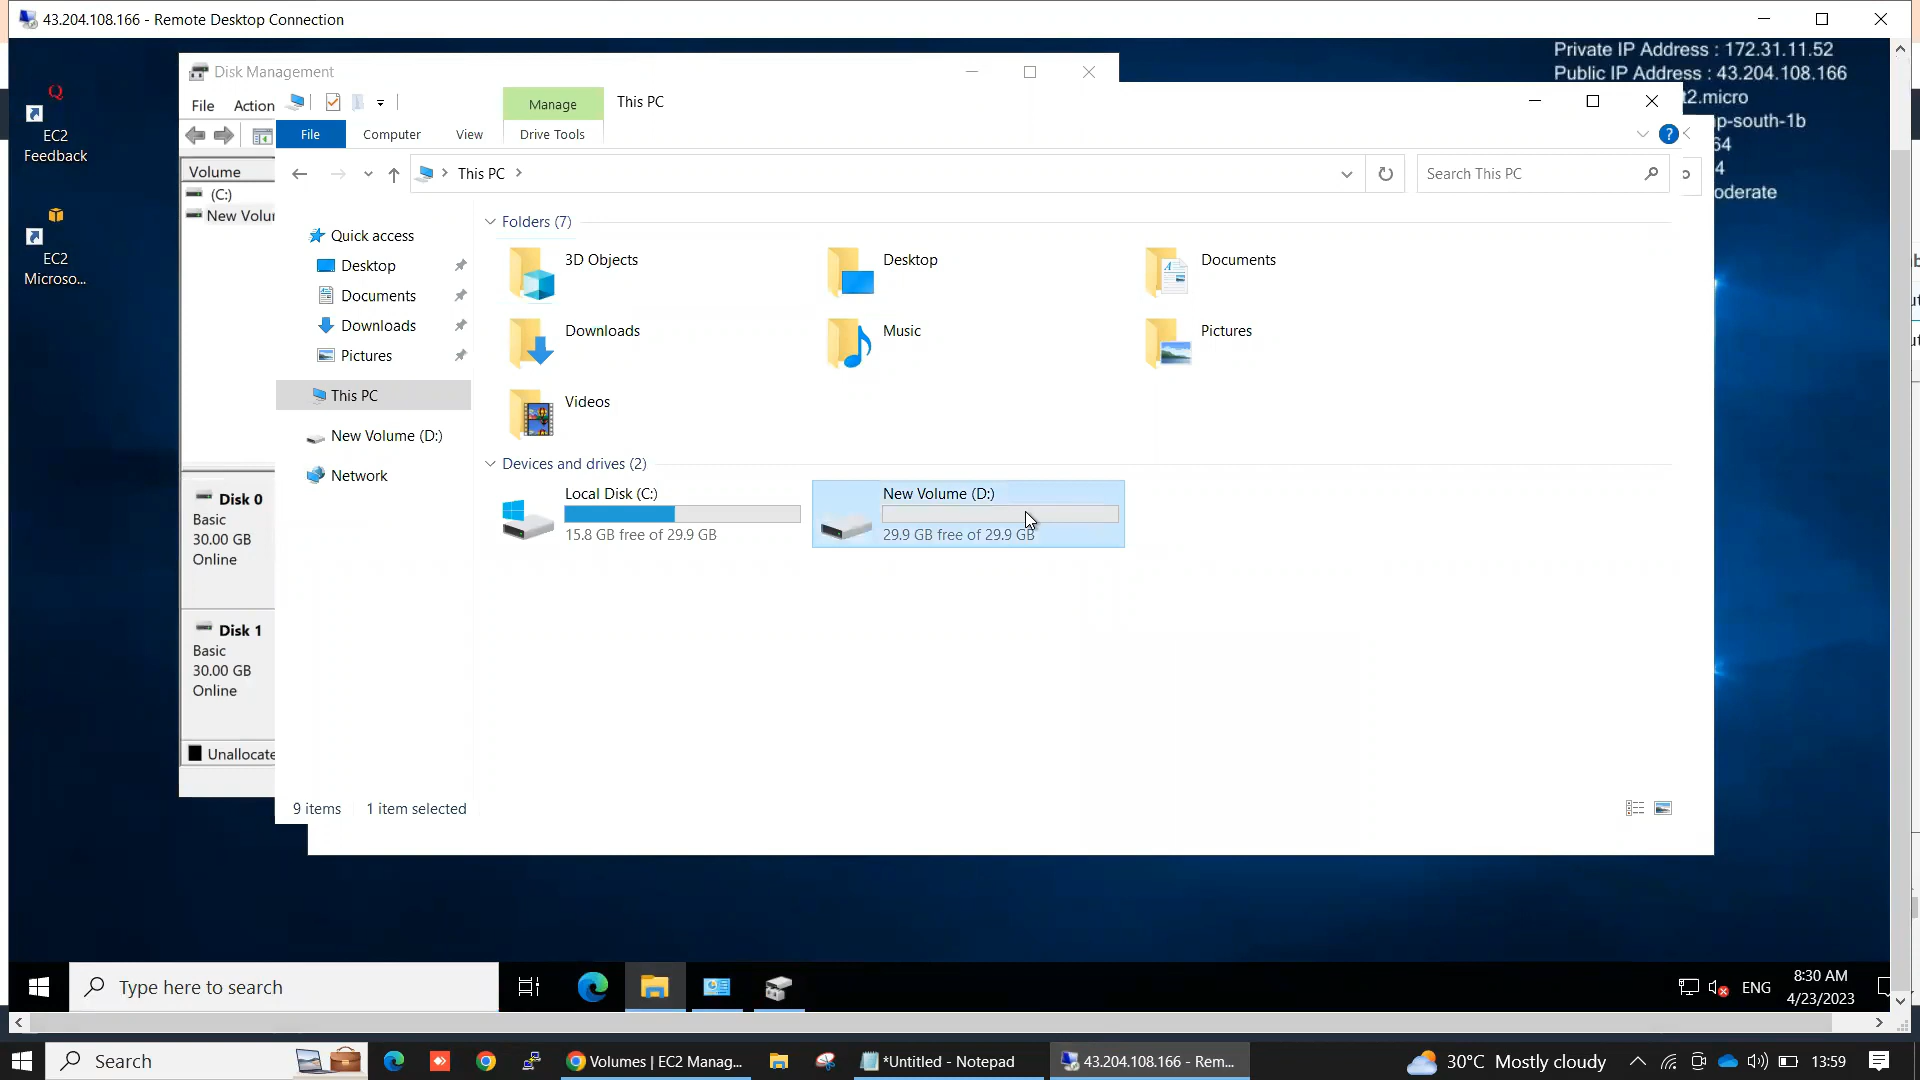 43.204.108.166 - Remote Desktop Connection
Private IP Address : 172.31.11.52
Public IP Address : 43.204.108.166
t2.micro
p-south-1b
64
4
oderate
EC2
Feedback
EC2
Microso...
Disk Management
File Action
Volume
(C:)
New Volu
Disk 0
Basic
30.00 GB
Online
Disk 1
Basic
30.00 GB
Online
Unallocate
Manage
This PC
File Computer View Drive Tools
This PC
Search This PC
Quick access
Desktop
Documents
Downloads
Pictures
This PC
New Volume (D:)
Network
Folders (7)
3D Objects
Desktop
Documents
Downloads
Music
Pictures
Videos
Devices and drives (2)
Local Disk (C:)
15.8 GB free of 29.9 GB
New Volume (D:)
29.9 GB free of 29.9 GB
9 items 1 item selected
Type here to search
ENG
8:30 AM
4/23/2023
Search
Volumes | EC2 Manag...
*Untitled - Notepad
43.204.108.166 - Rem...
30°C Mostly cloudy
13:59